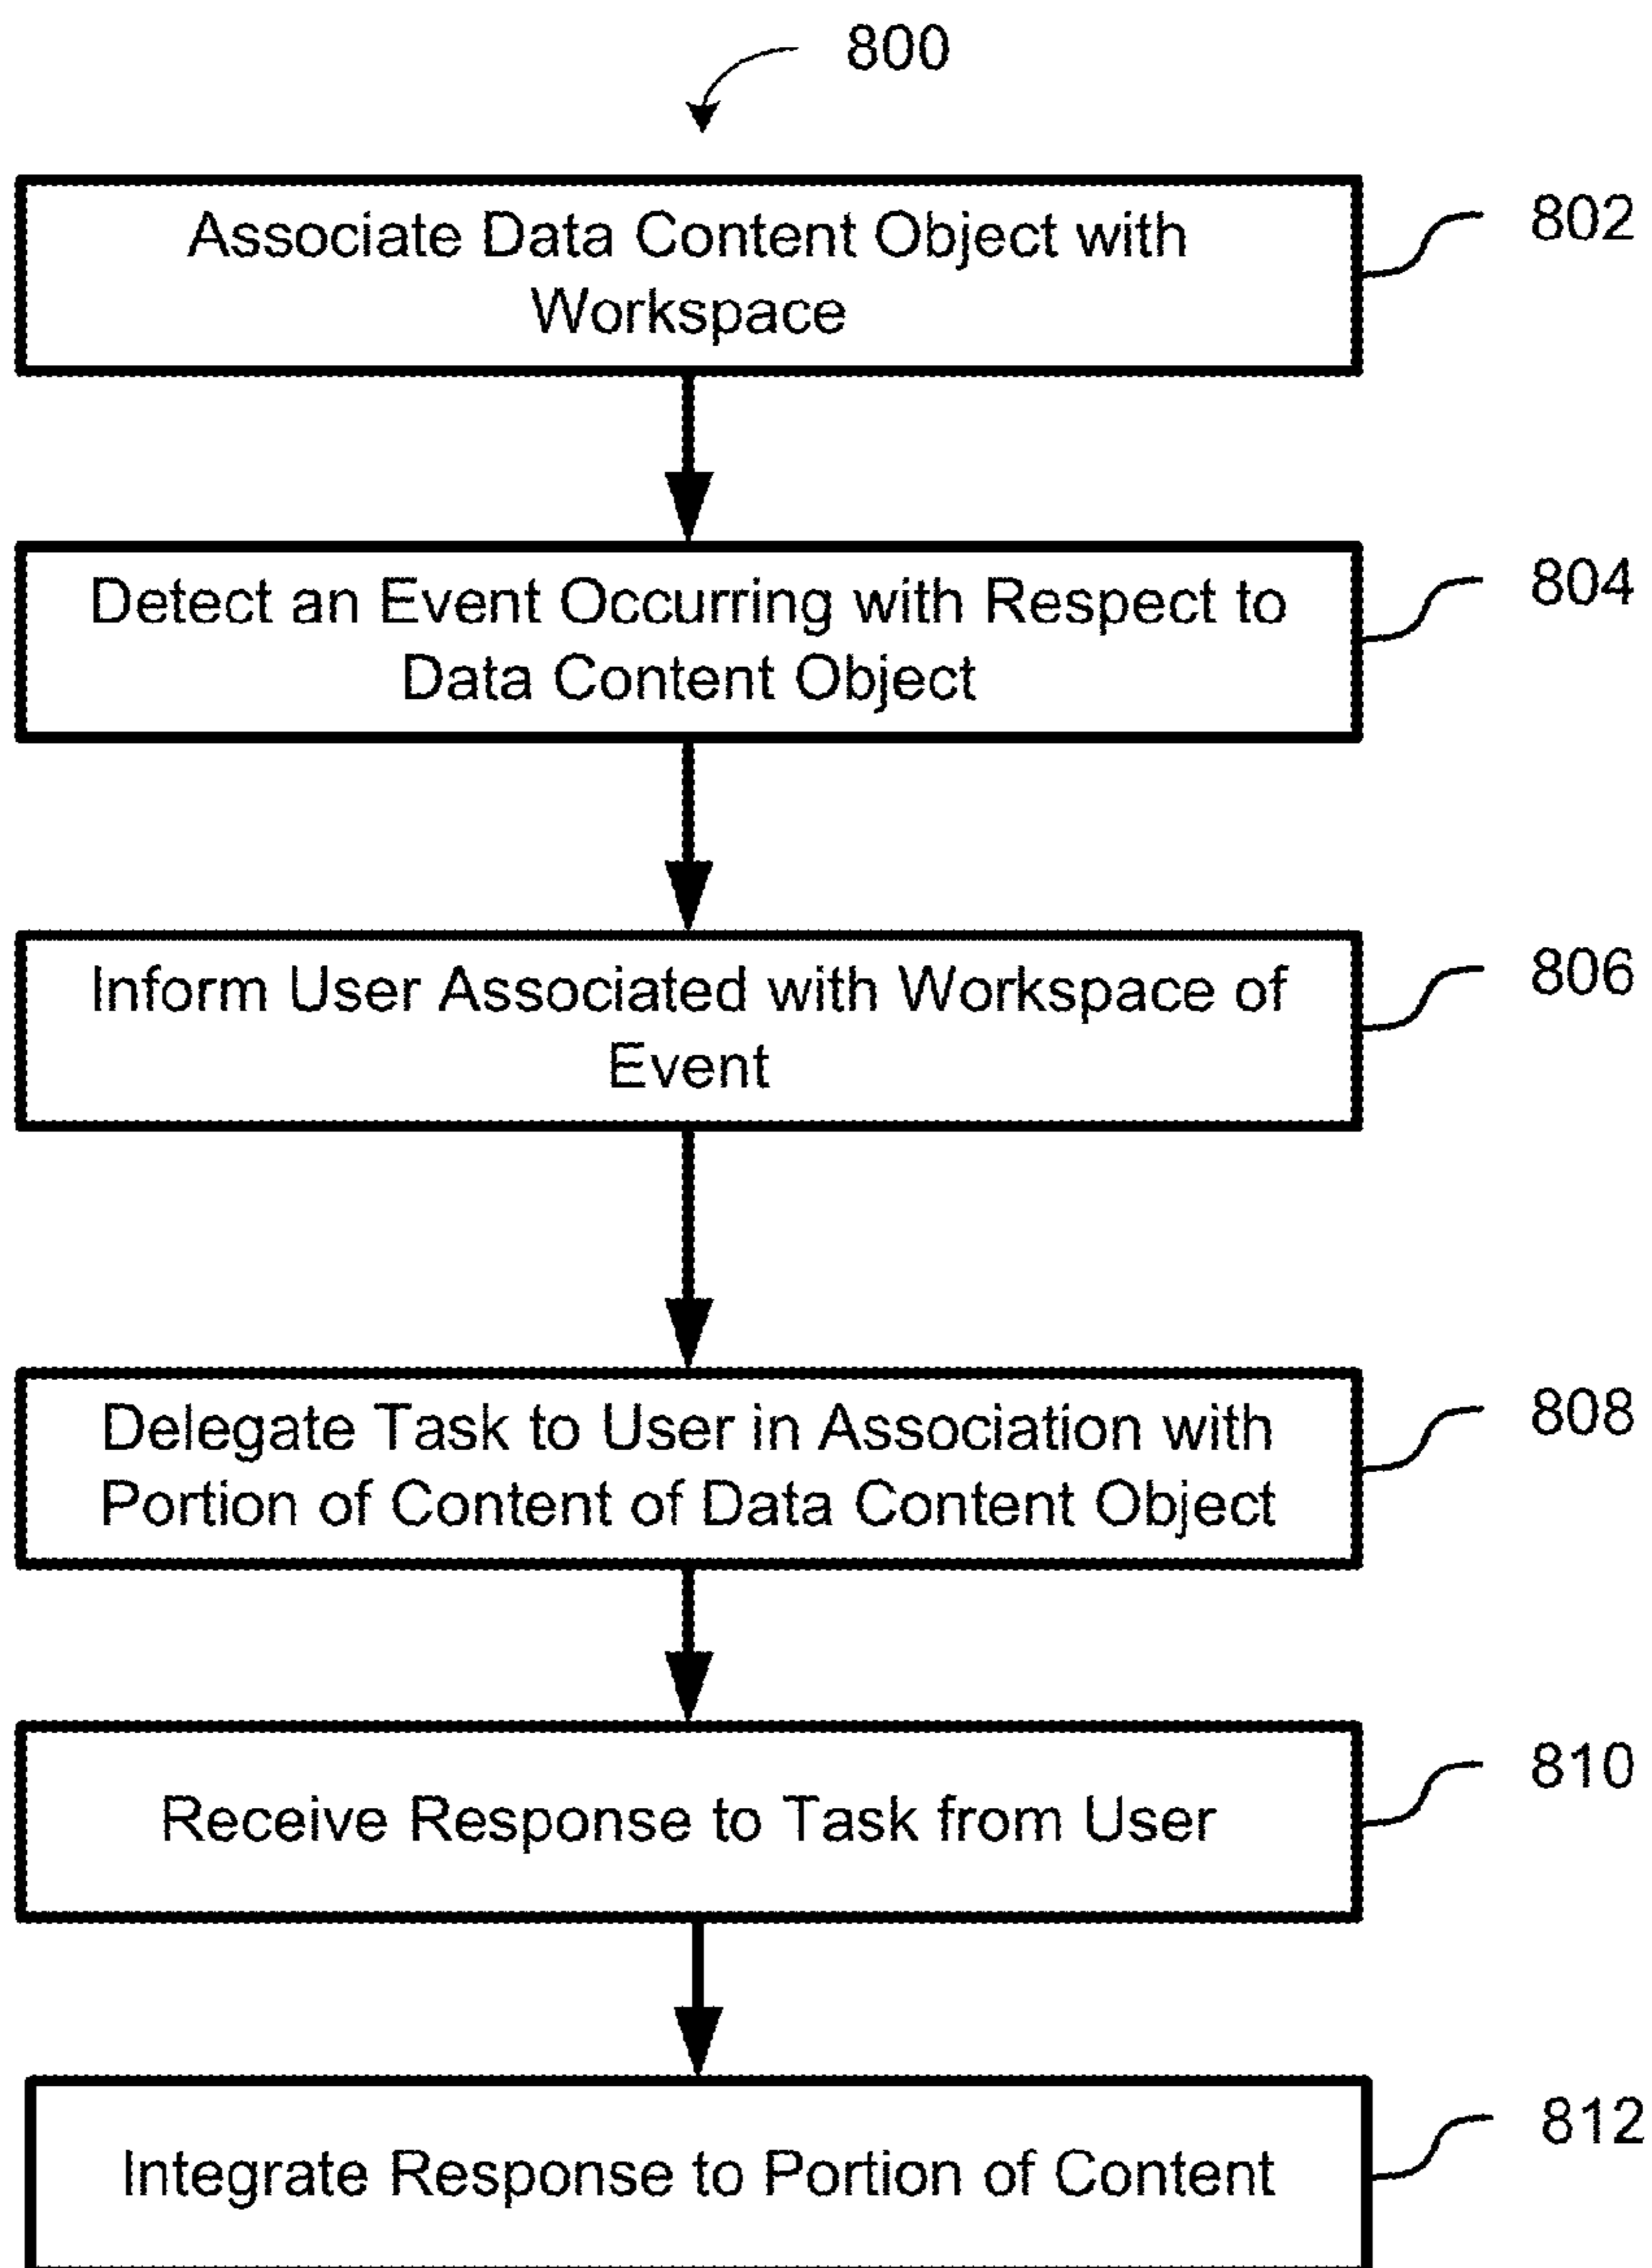 800
Associate Data Content Object with
Workspace
802
Detect an Event Occurring with Respect to
Data Content Object
804
Inform User Associated with Workspace of
Event
806
Delegate Task to User in Association with
Portion of Content of Data Content Object
808
Receive Response to Task from User
810
Integrate Response to Portion of Content
812